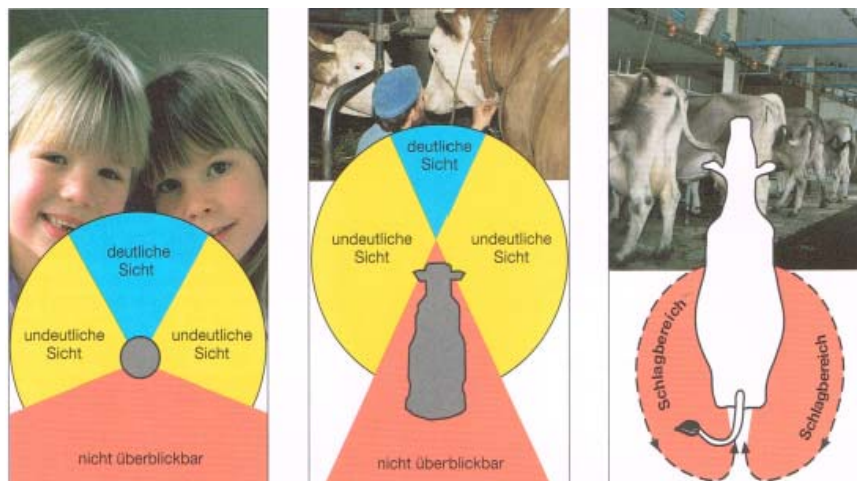 deutliche
Sicht
undeutliche
Sicht
undeutliche
Sicht
nicht überblickbar
deutliche
Sicht
undeutliche
Sicht
undeutliche
Sicht
nicht überblickbar
Schlagbereich
Schlagbereich